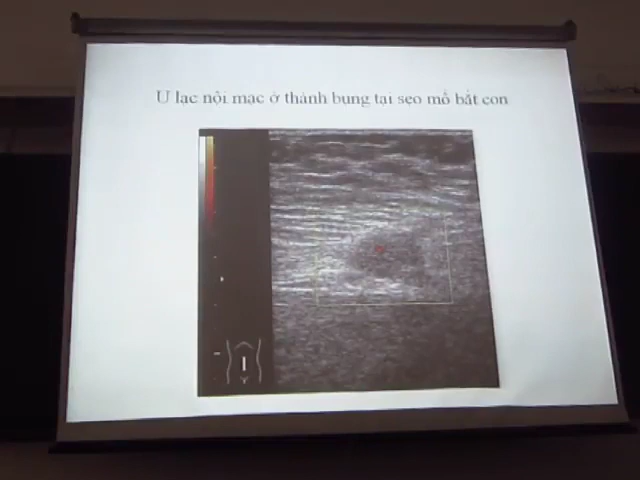 U lạc nội mạc ở thành bụng tại sẹo mổ bắt con